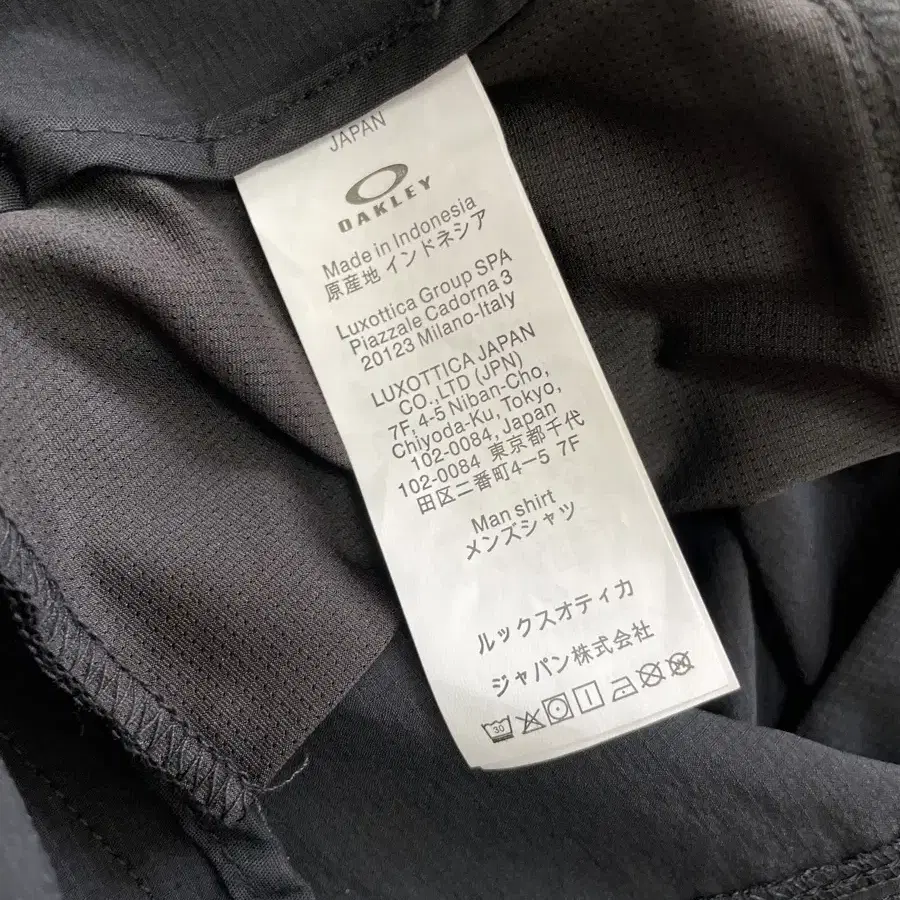 JAPAN
OAKLEY
Made in Indonesia
原産地 インドネシア
Luxottica Group SPA
Piazzale Cadorna 3
20123 Milano-Italy
LUXOTTICA JAPAN
CO.,LTD (JPN)
7F, 4-5 Niban-Cho,
Chiyoda-Ku, Tokyo,
102-0084, Japan
102-0084 東京都千代
田区二番町4ー5 7F
Man shirt
メンズシャツ
ルックスオティカ
ジャパン株式会社
30